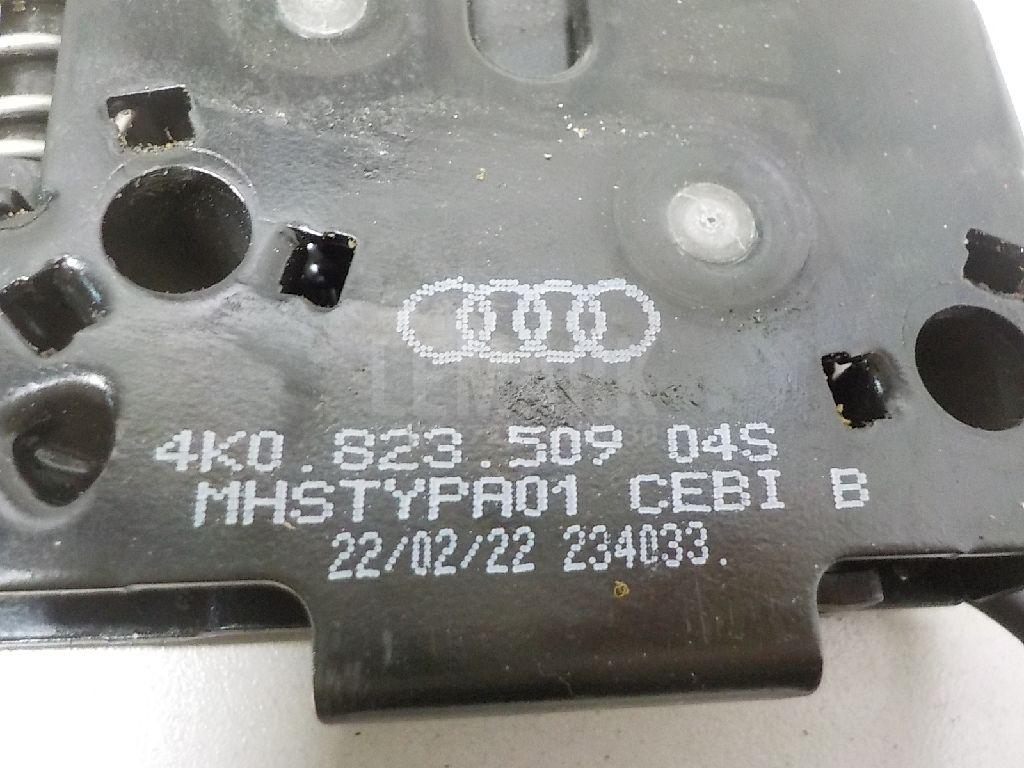 4K0.823.509 04S
MHSTYPA01 CEBI B
22/02/22 234033.